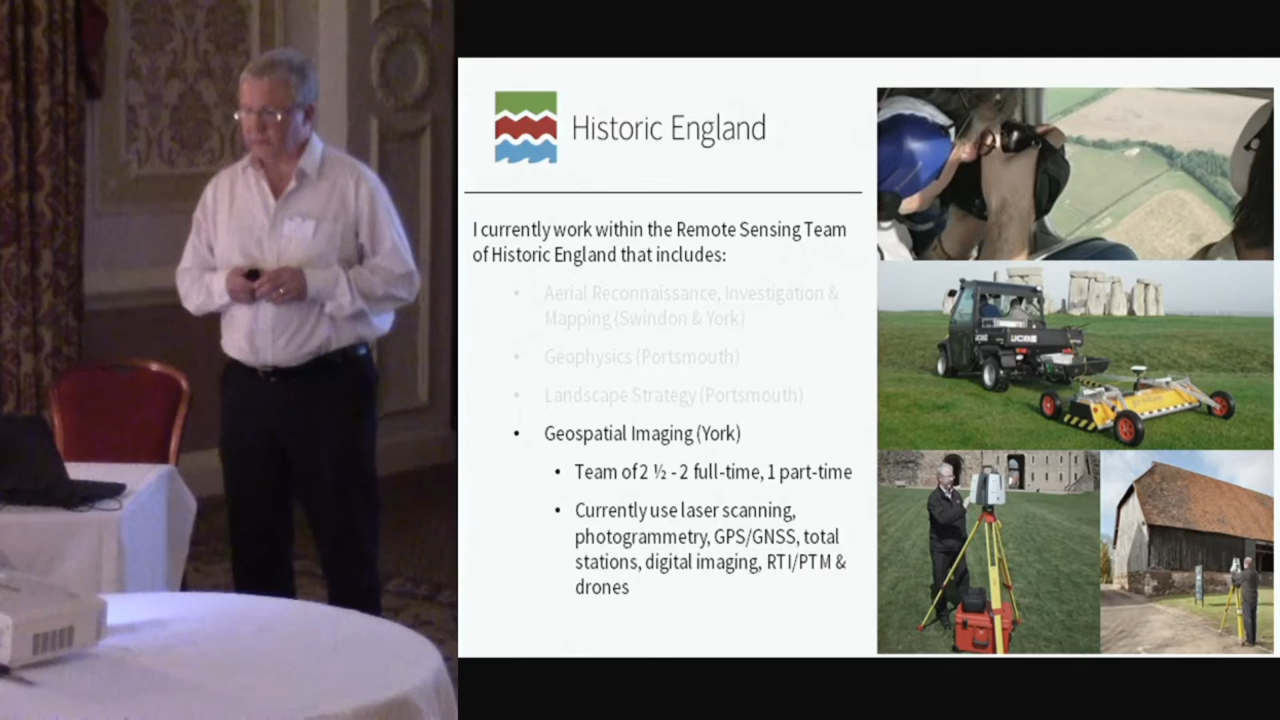 Historic England
I currently work within the Remote Sensing Team
of Historic England that includes:
• Aerial Reconnaissance, Investigation &
Mapping (Swindon & York)
• Geophysics (Portsmouth)
• Landscape Strategy (Portsmouth)
• Geospatial Imaging (York)
• Team of 2 ½ - 2 full-time, 1 part-time
• Currently use laser scanning,
photogrammetry, GPS/GNSS, total
stations, digital imaging, RTI/PTM &
drones
JCB